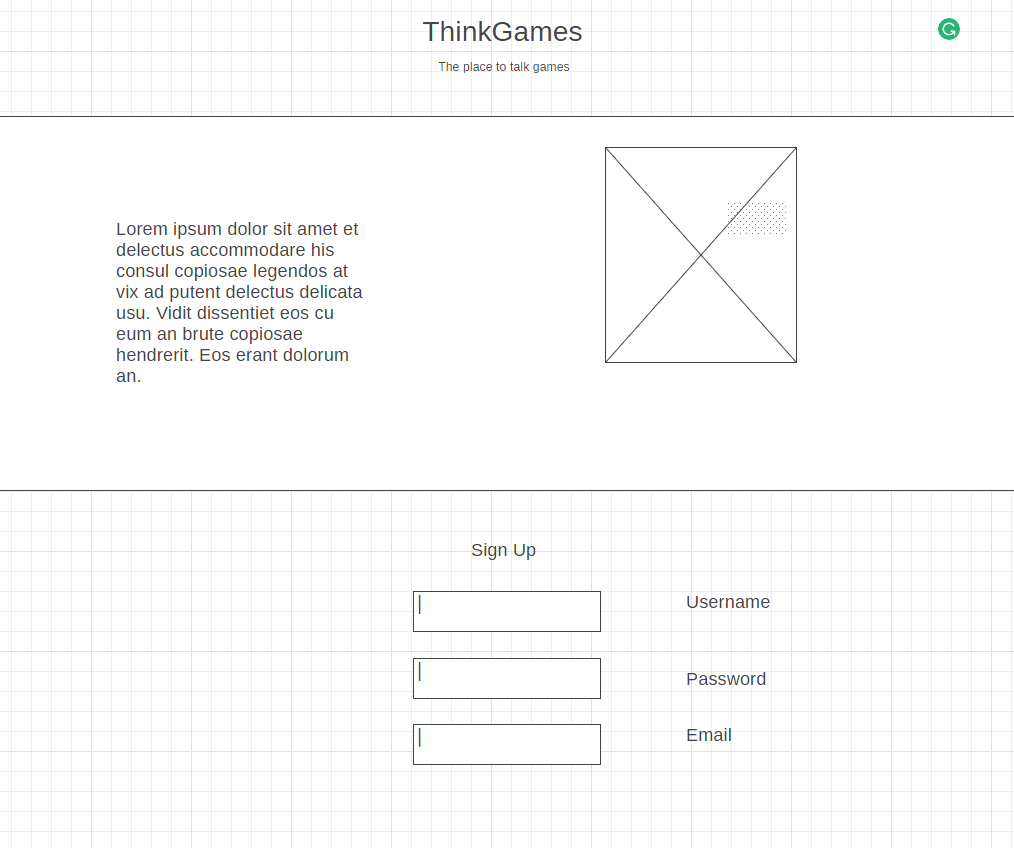 ThinkGames
The place to talk games
Lorem ipsum dolor sit amet et
delectus accommodare his
consul copiosae legendos at
vix ad putent delectus delicata
usu. Vidit dissentiet eos cu
eum an brute copiosae
hendrerit. Eos erant dolorum
an.
Sign Up
Username
Password
Email